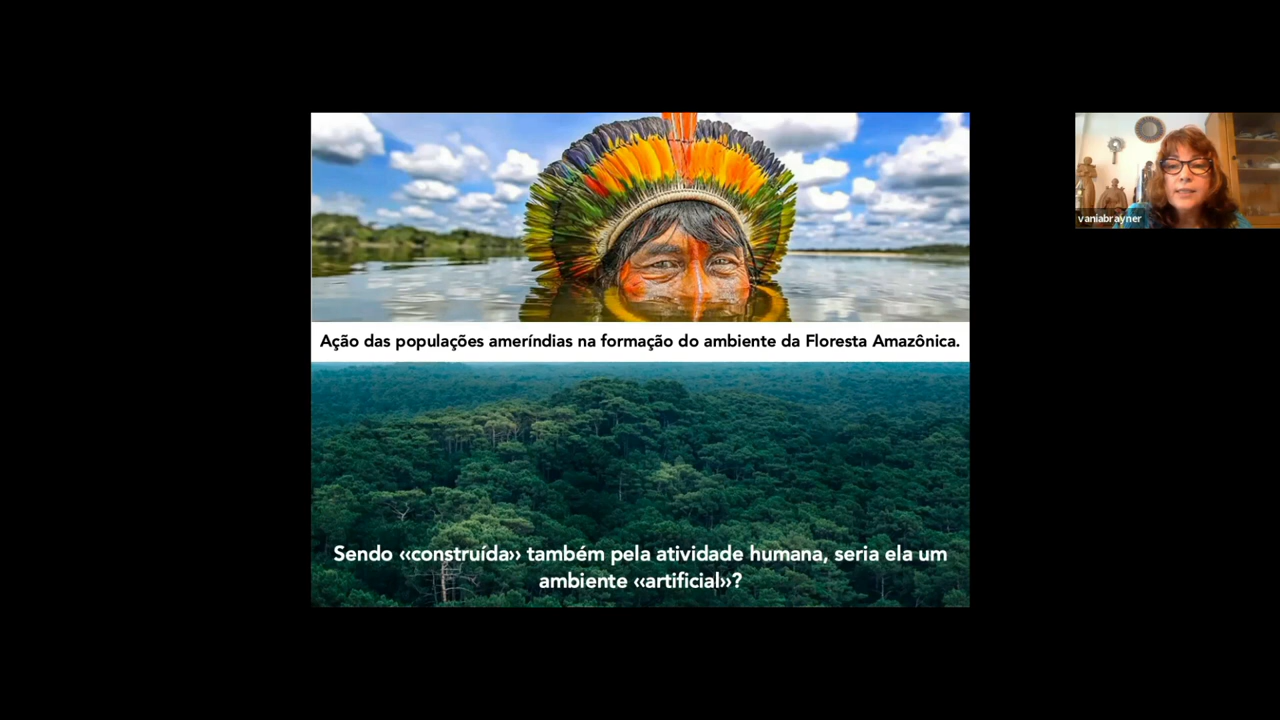 Ação das populações ameríndias na formação do ambiente da Floresta Amazônica.
Sendo ‹‹construída›› também pela atividade humana, seria ela um
ambiente ‹‹artificial››?
vaniabrayner